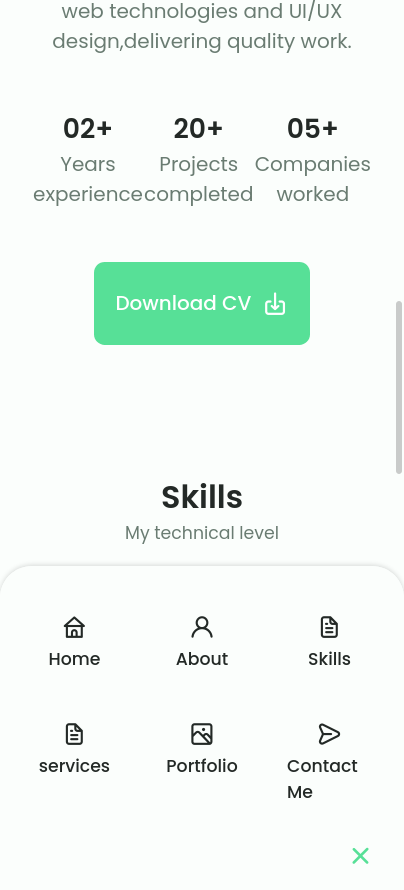 web technologies and UI/UX
design,delivering quality work.
02+ 20+ 05+
Years Projects Companies
experience completed worked
Download CV
Skills
My technical level
Home About Skills
services Portfolio Contact
Me